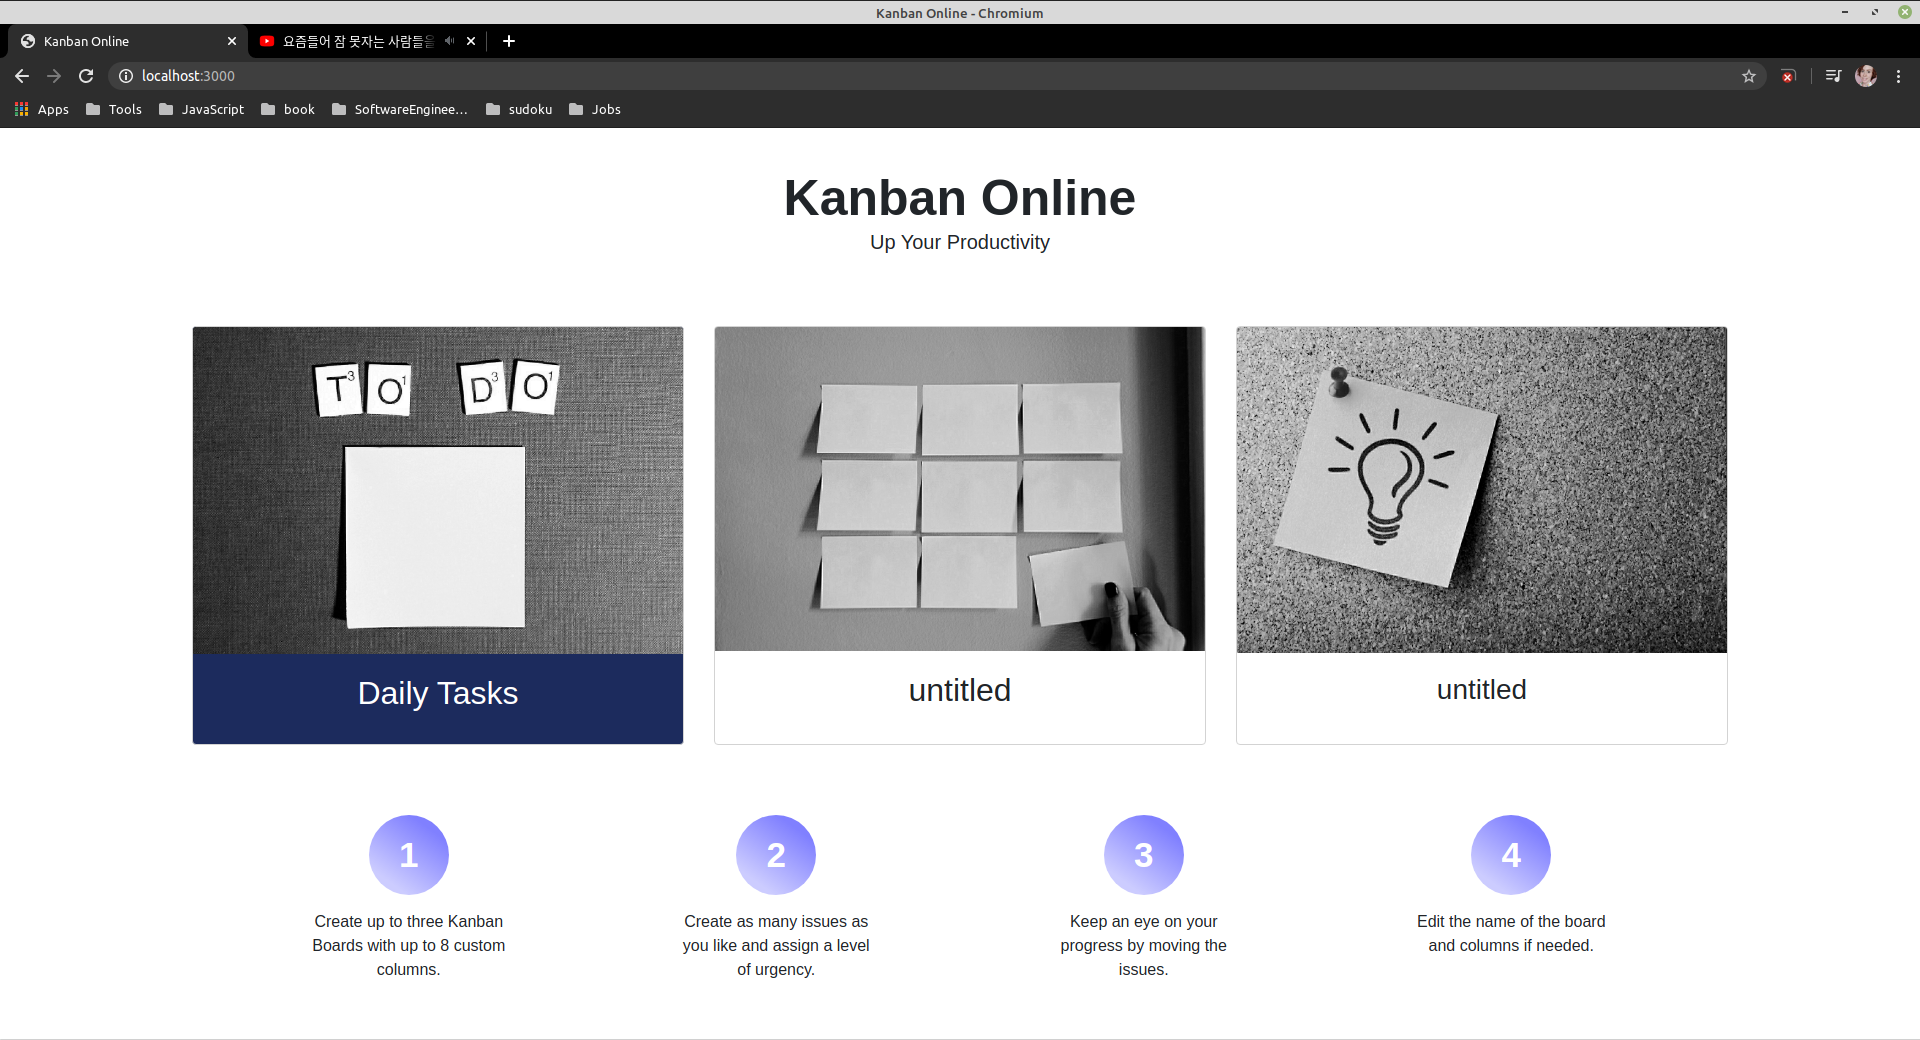 Kanban Online - Chromium
Kanban Online
요즘들어 잠 못자는 사람들을
localhost:3000
Apps
Tools
JavaScript
book
SoftwareEnginee...
sudoku
Jobs
Kanban Online
Up Your Productivity
T3 O1 D3 O1
Daily Tasks
untitled
untitled
1
Create up to three Kanban
Boards with up to 8 custom
columns.
2
Create as many issues as
you like and assign a level
of urgency.
3
Keep an eye on your
progress by moving the
issues.
4
Edit the name of the board
and columns if needed.